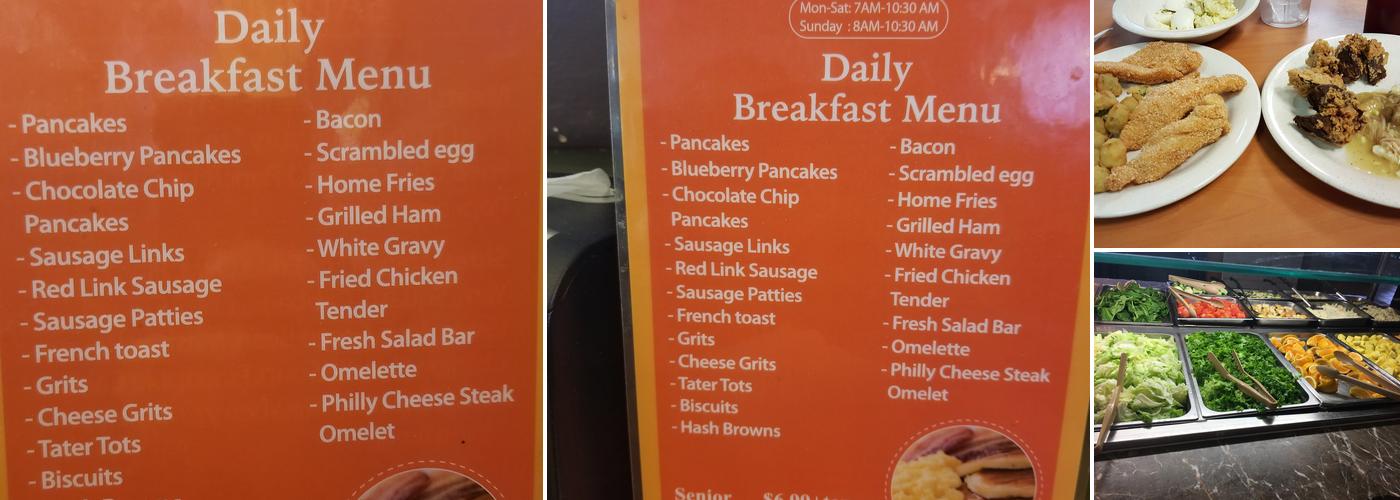 Daily
Breakfast Menu
- Pancakes
- Blueberry Pancakes
- Chocolate Chip
Pancakes
- Sausage Links
- Red Link Sausage
- Sausage Patties
- French toast
- Grits
- Cheese Grits
- Tater Tots
- Biscuits
- Bacon
- Scrambled egg
- Home Fries
- Grilled Ham
- White Gravy
- Fried Chicken
Tender
- Fresh Salad Bar
- Omelette
- Philly Cheese Steak
Omelet
Mon-Sat: 7AM-10:30 AM
Sunday : 8AM-10:30 AM
Daily
Breakfast Menu
- Pancakes
- Blueberry Pancakes
- Chocolate Chip
Pancakes
- Sausage Links
- Red Link Sausage
- Sausage Patties
- French toast
- Grits
- Cheese Grits
- Tater Tots
- Biscuits
- Hash Browns
- Bacon
- Scrambled egg
- Home Fries
- Grilled Ham
- White Gravy
- Fried Chicken
Tender
- Fresh Salad Bar
- Omelette
- Philly Cheese Steak
Omelet
Senior